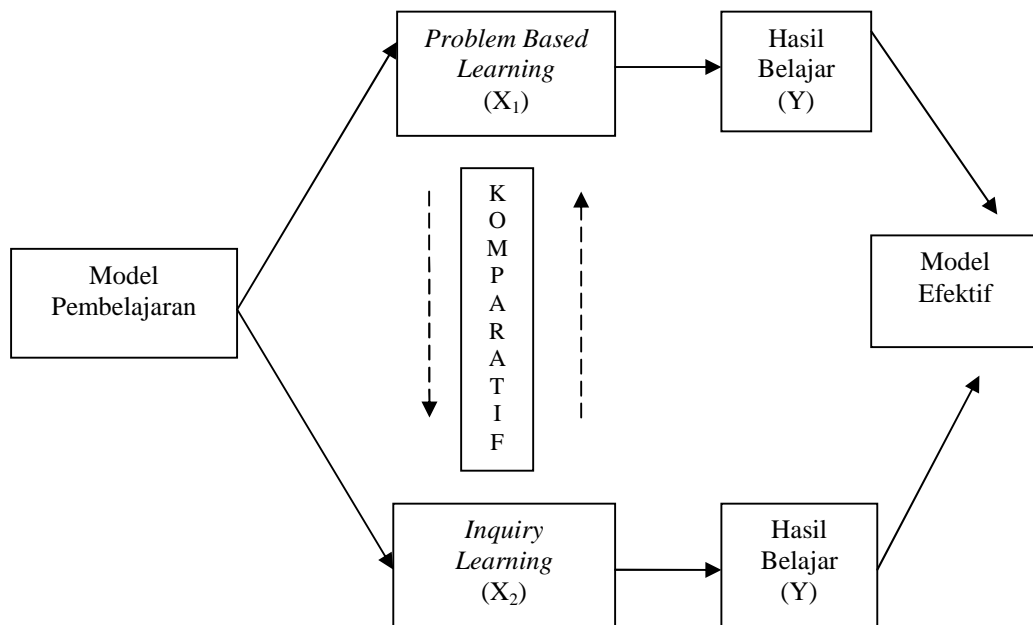 Problem Based
Learning
(X₁)
Hasil
Belajar
(Y)
K
O
M
P
A
R
A
T
I
F
Model
Pembelajaran
Model
Efektif
Inquiry
Learning
(X₂)
Hasil
Belajar
(Y)